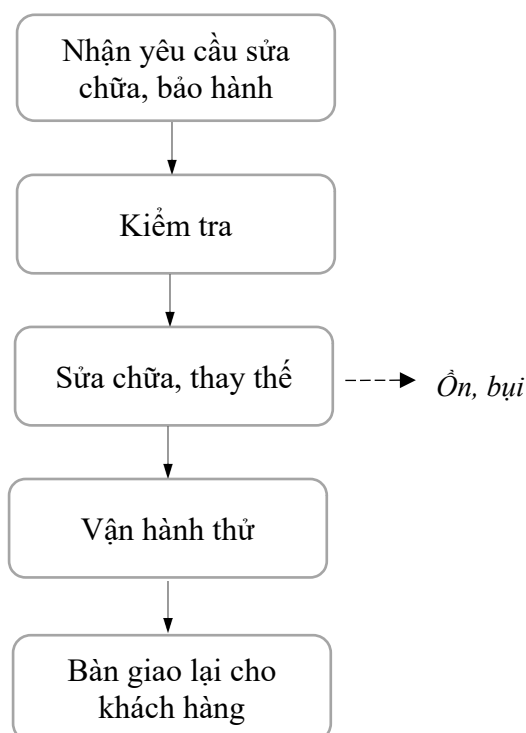 Nhận yêu cầu sửa
chữa, bảo hành
Kiểm tra
Sửa chữa, thay thế
Ồn, bụi
Vận hành thử
Bàn giao lại cho
khách hàng